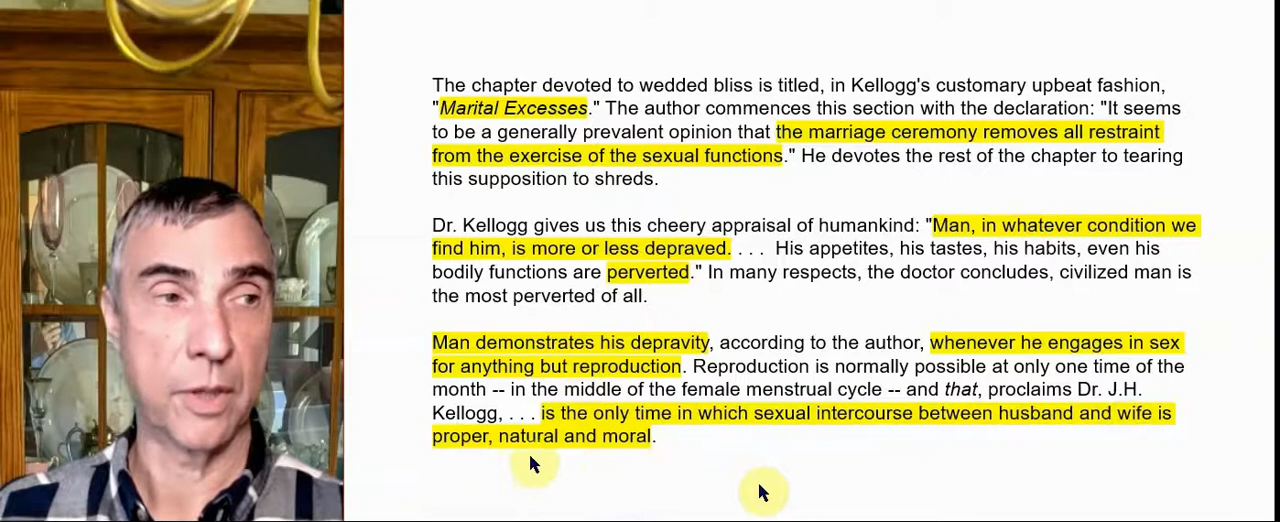 The chapter devoted to wedded bliss is titled, in Kellogg's customary upbeat fashion,
"Marital Excesses." The author commences this section with the declaration: "It seems
to be a generally prevalent opinion that the marriage ceremony removes all restraint
from the exercise of the sexual functions." He devotes the rest of the chapter to tearing
this supposition to shreds.
Dr. Kellogg gives us this cheery appraisal of humankind: "Man, in whatever condition we
find him, is more or less depraved. . . . His appetites, his tastes, his habits, even his
bodily functions are perverted." In many respects, the doctor concludes, civilized man is
the most perverted of all.
Man demonstrates his depravity, according to the author, whenever he engages in sex
for anything but reproduction. Reproduction is normally possible at only one time of the
month -- in the middle of the female menstrual cycle -- and that, proclaims Dr. J.H.
Kellogg, . . . is the only time in which sexual intercourse between husband and wife is
proper, natural and moral.